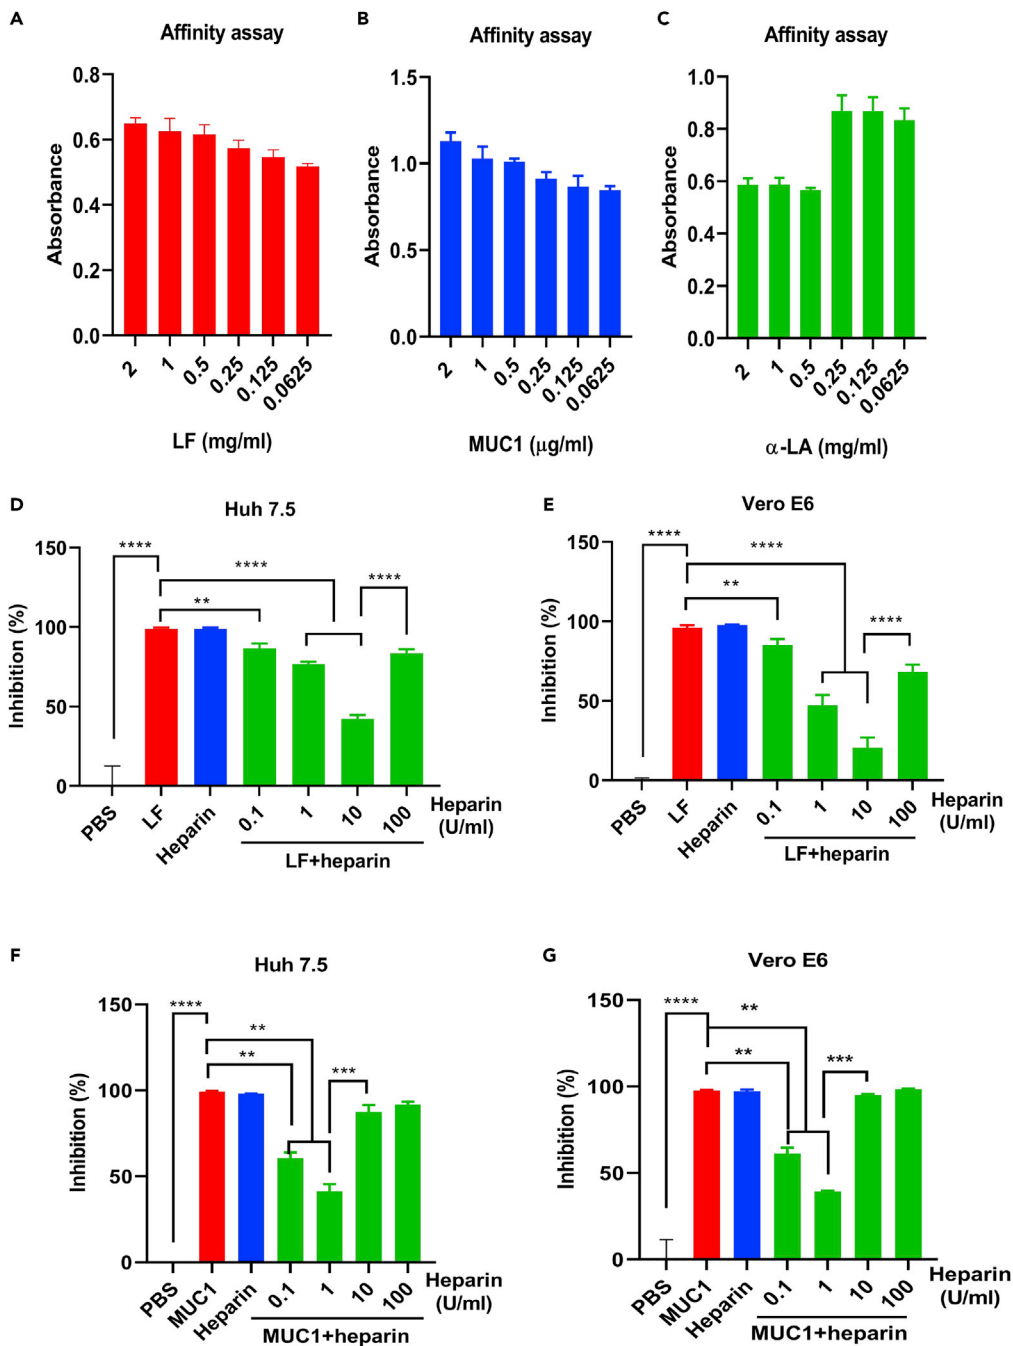 A
Affinity assay
Absorbance
0.8
0.6
0.4
0.2
0.0
2
1
0.5
0.25
0.125
0.0625
LF (mg/ml)
B
Affinity assay
Absorbance
1.5
1.0
0.5
0.0
2
1
0.5
0.25
0.125
0.0625
MUC1 (μg/ml)
C
Affinity assay
Absorbance
1.0
0.8
0.6
0.4
0.2
0.0
2
1
0.5
0.25
0.125
0.0625
α-LA (mg/ml)
D
Huh 7.5
Inhibition (%)
150
100
50
0
****
****
****
**
PBS
LF
Heparin
0.1
1
10
100
Heparin
(U/ml)
LF+heparin
E
Vero E6
Inhibition (%)
150
100
50
0
****
****
**
****
PBS
LF
Heparin
0.1
1
10
100
Heparin
(U/ml)
LF+heparin
F
Huh 7.5
Inhibition (%)
150
100
50
0
****
**
**
***
PBS
MUC1
Heparin
0.1
1
10
100
Heparin
(U/ml)
MUC1+heparin
G
Vero E6
Inhibition (%)
150
100
50
0
****
**
**
***
PBS
MUC1
Heparin
0.1
1
10
100
Heparin
(U/ml)
MUC1+heparin